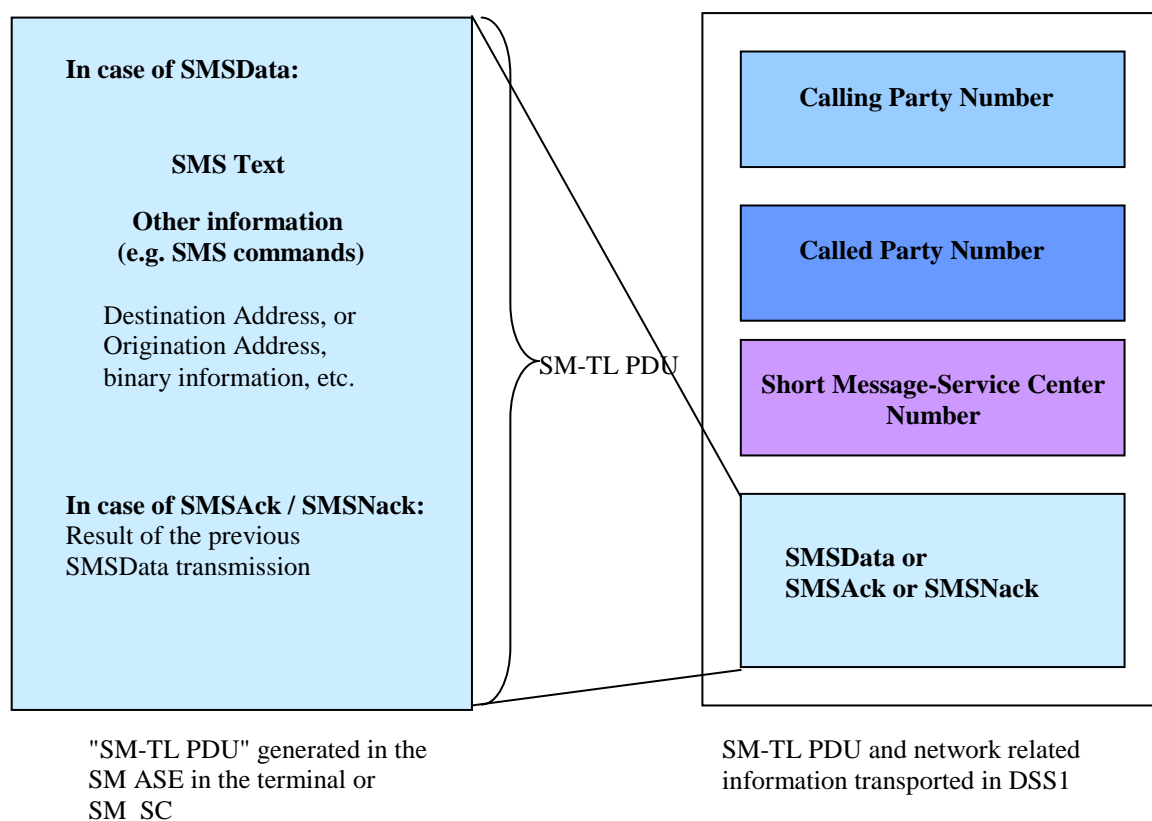 In case of SMSData:
SMS Text
Other information
(e.g. SMS commands)
Destination Address, or
Origination Address,
binary information, etc.
In case of SMSAck / SMSNack:
Result of the previous
SMSData transmission
SM-TL PDU
Calling Party Number
Called Party Number
Short Message-Service Center
Number
SMSData or
SMSAck or SMSNack
"SM-TL PDU" generated in the
SM ASE in the terminal or
SM SC
SM-TL PDU and network related
information transported in DSS1